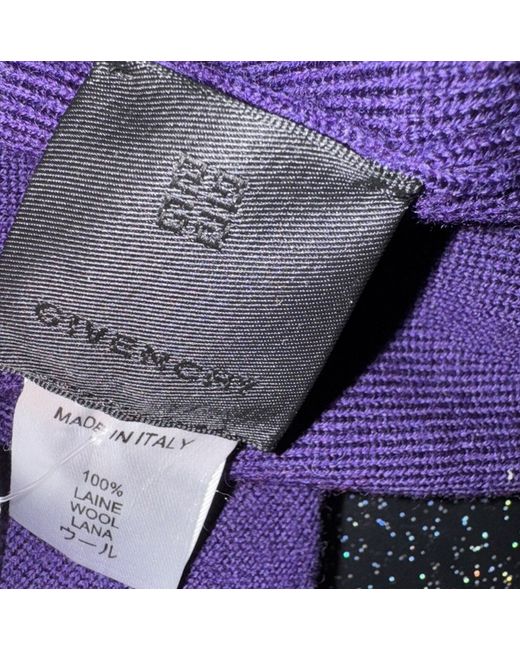 GIVENCHY
MADE IN ITALY
100%
LAINE
WOOL
LANA
ウール